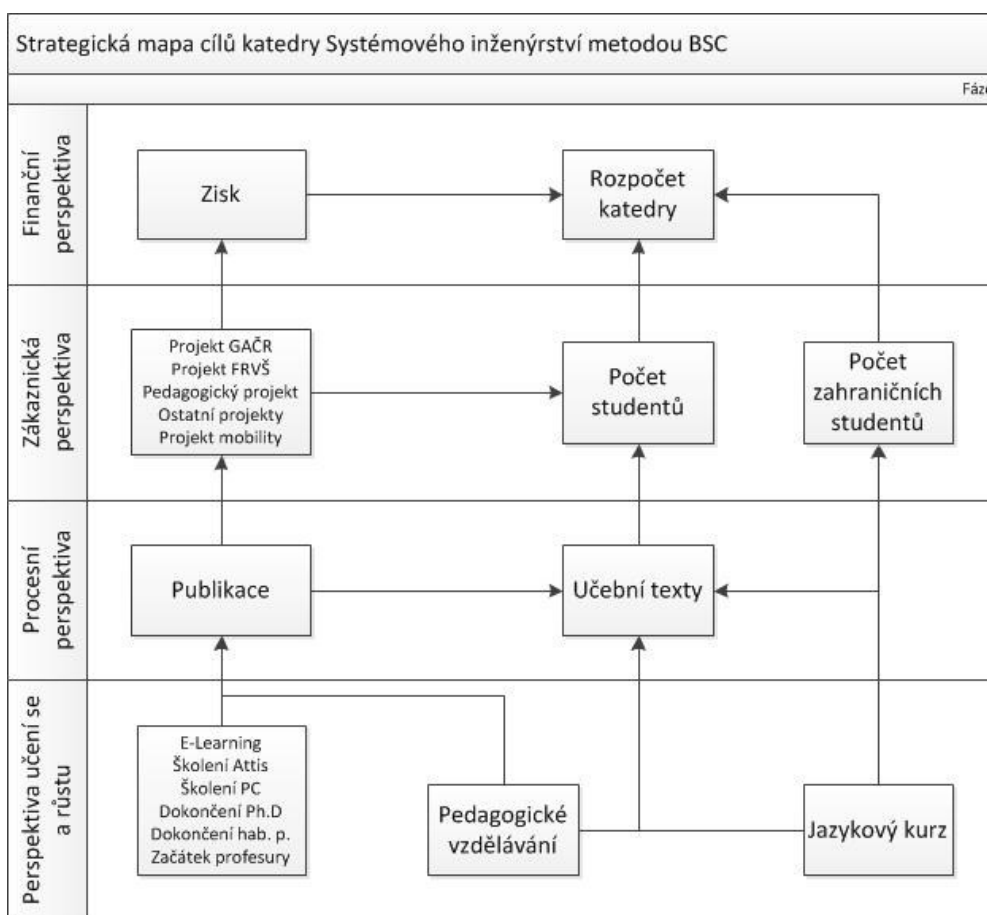 Strategická mapa cílů katedry Systémového inženýrství metodou BSC
Fáze
Finanční
perspektiva
Zisk
Rozpočet
katedry
Zákaznická
perspektiva
Projekt GAČR
Projekt FRVŠ
Pedagogický projekt
Ostatní projekty
Projekt mobility
Počet
studentů
Počet
zahraničních
studentů
Procesní
perspektiva
Publikace
Učební texty
Perspektiva učení se
a růstu
E-Learning
Školení Attis
Školení PC
Dokončení Ph.D
Dokončení hab. p.
Začátek profesury
Pedagogické
vzdělávání
Jazykový kurz